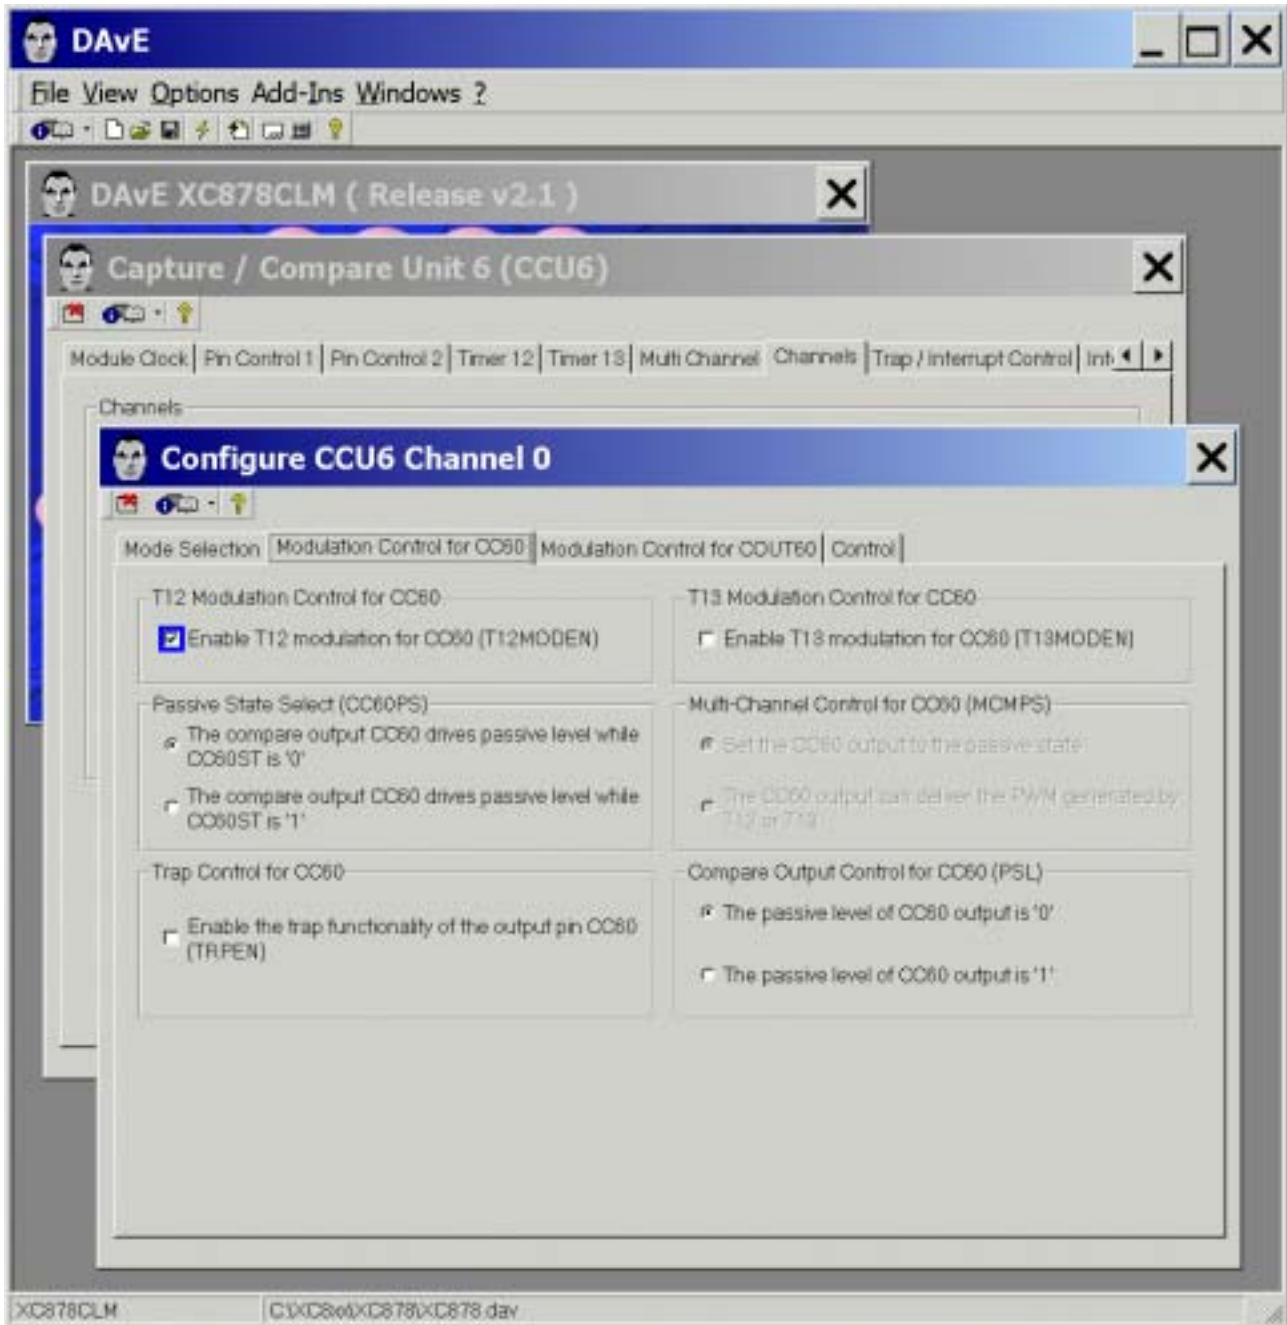 DAvE
File View Options Add-Ins Windows ?
DAvE XC878CLM ( Release v2.1 )
Capture / Compare Unit 6 (CCU6)
Module Clock Pin Control 1 Pin Control 2 Timer 12 Timer 13 Multi Channel Channels Trap / Interrupt Control Int
Channels
Configure CCU6 Channel 0
Mode Selection Modulation Control for CC60 Modulation Control for COUT60 Control
T12 Modulation Control for CC60
Enable T12 modulation for CC60 (T12MODEN)
T13 Modulation Control for CC60
Enable T13 modulation for CC60 (T13MODEN)
Passive State Select (CC60PS)
The compare output CC60 drives passive level while
CC60ST is '0'
The compare output CC60 drives passive level while
CC60ST is '1'
Multi-Channel Control for CC60 (MCMPS)
Set the CC60 output to the passive state
The CC60 output can deliver the PWM generated by
T12 or T13
Trap Control for CC60
Enable the trap functionality of the output pin CC60
(TRPEN)
Compare Output Control for CC60 (PSL)
The passive level of CC60 output is '0'
The passive level of CC60 output is '1'
XC878CLM